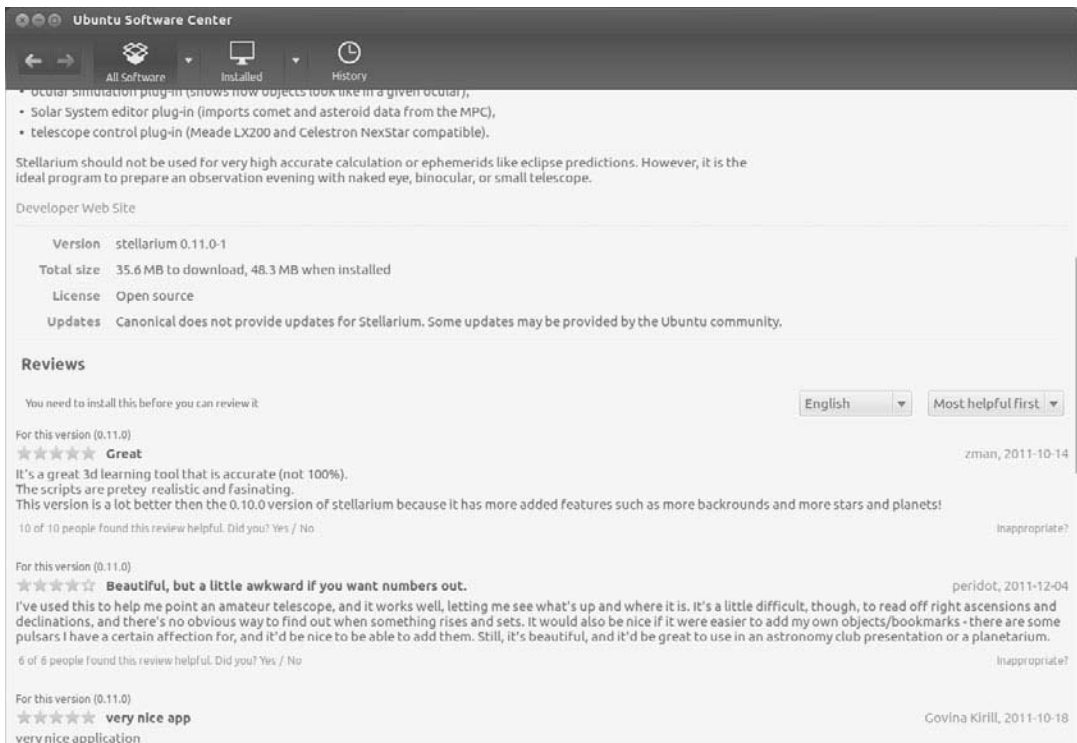 Ubuntu Software Center
All Software
Installed
History
• ocular simulation plug-in (shows how objects look like in a given ocular),
• Solar System editor plug-in (imports comet and asteroid data from the MPC),
• telescope control plug-in (Meade LX200 and Celestron NexStar compatible).
Stellarium should not be used for very high accurate calculation or ephemerids like eclipse predictions. However, it is the
ideal program to prepare an observation evening with naked eye, binocular, or small telescope.
Developer Web Site
Version stellarium 0.11.0-1
Total size 35.6 MB to download, 48.3 MB when installed
License Open source
Updates Canonical does not provide updates for Stellarium. Some updates may be provided by the Ubuntu community.
Reviews
You need to install this before you can review it
English
Most helpful first
For this version (0.11.0)
Great
zman, 2011-10-14
It's a great 3d learning tool that is accurate (not 100%).
The scripts are pretey realistic and fasinating.
This version is a lot better then the 0.10.0 version of stellarium because it has more added features such as more backrounds and more stars and planets!
10 of 10 people found this review helpful. Did you? Yes / No
Inappropriate?
For this version (0.11.0)
Beautiful, but a little awkward if you want numbers out.
peridot, 2011-12-04
I've used this to help me point an amateur telescope, and it works well, letting me see what's up and where it is. It's a little difficult, though, to read off right ascensions and
declinations, and there's no obvious way to find out when something rises and sets. It would also be nice if it were easier to add my own objects/bookmarks - there are some
pulsars I have a certain affection for, and it'd be nice to be able to add them. Still, it's beautiful, and it'd be great to use in an astronomy club presentation or a planetarium.
6 of 6 people found this review helpful. Did you? Yes / No
Inappropriate?
For this version (0.11.0)
very nice app
Govina Kirill, 2011-10-18
very nice application